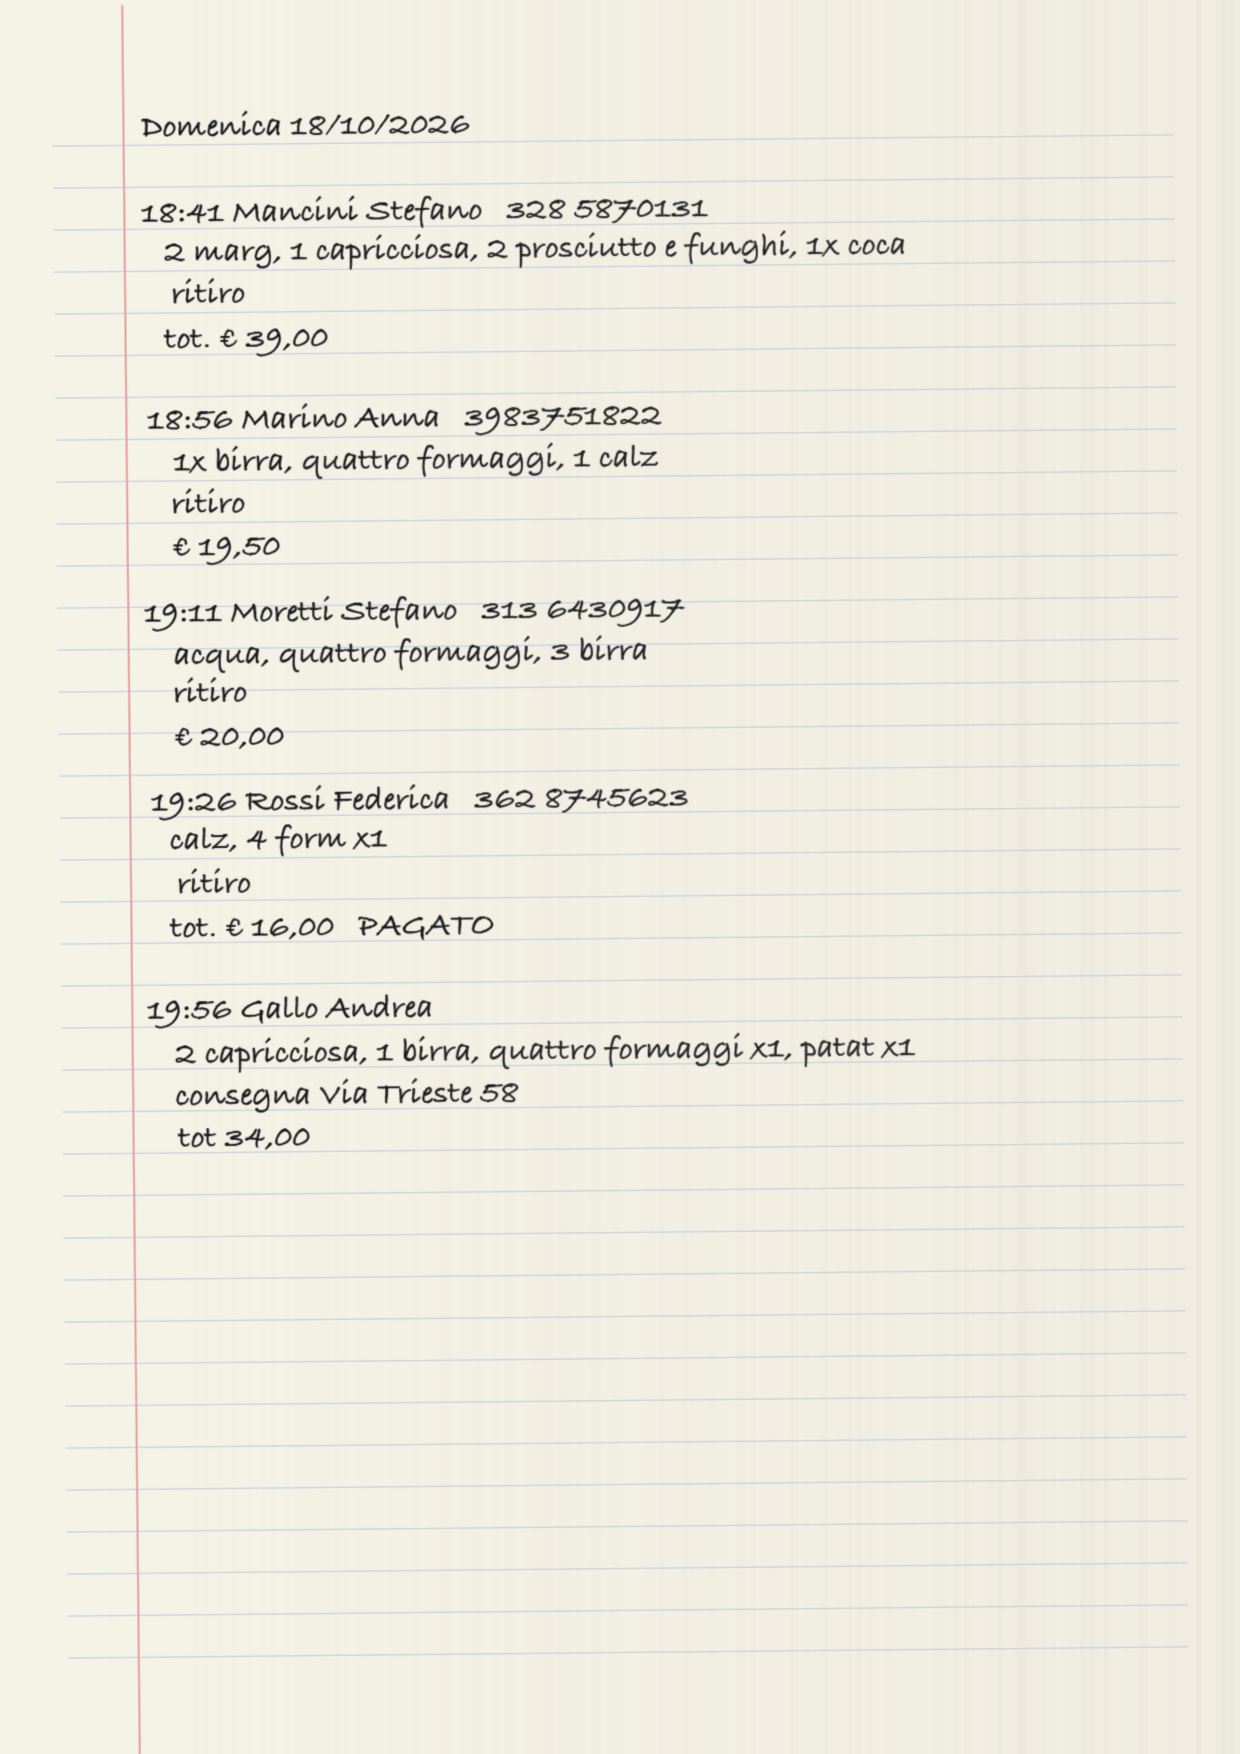 Domenica 18/10/2026
18:41 Mancini Stefano 328 5870131
2 marg, 1 capricciosa, 2 prosciutto e funghi, 1x coca
ritiro
tot. € 39,00
18:56 Marino Anna 3983751822
1x birra, quattro formaggi, 1 calz
ritiro
€ 19,50
19:11 Moretti Stefano 313 6430917
acqua, quattro formaggi, 3 birra
ritiro
€ 20,00
19:26 Rossi Federica 362 8745623
calz, 4 form x1
ritiro
tot. € 16,00 PAGATO
19:56 Gallo Andrea
2 capricciosa, 1 birra, quattro formaggi x1, patat x1
consegna Via Trieste 58
tot 34,00